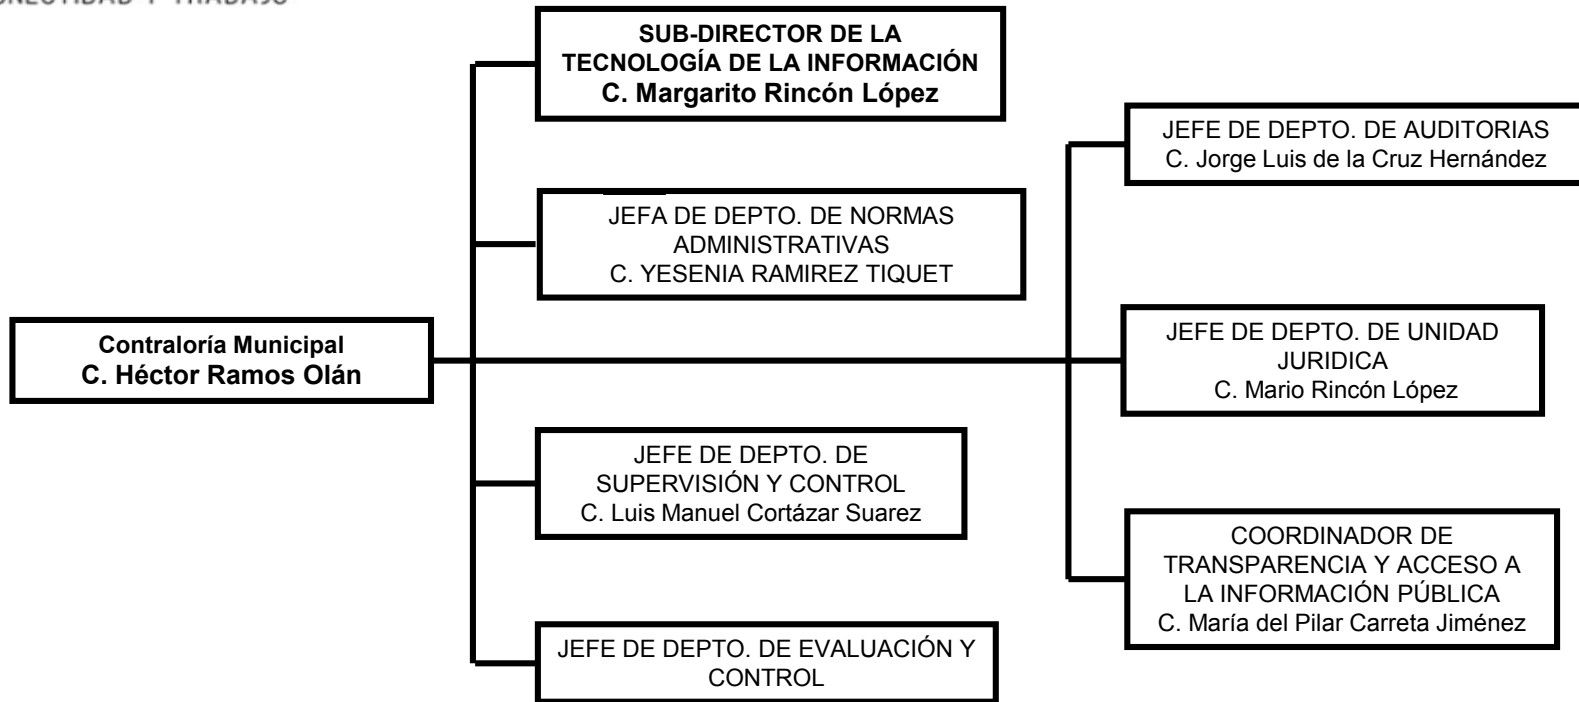 Y TRABAJO
SUB-DIRECTOR DE LA
TECNOLOGÍA DE LA INFORMACIÓN
C. Margarito Rincón López
JEFA DE DEPTO. DE NORMAS
ADMINISTRATIVAS
C. YESENIA RAMIREZ TIQUET
Contraloría Municipal
C. Héctor Ramos Olán
JEFE DE DEPTO. DE
SUPERVISIÓN Y CONTROL
C. Luis Manuel Cortázar Suarez
JEFE DE DEPTO. DE EVALUACIÓN Y
CONTROL
JEFE DE DEPTO. DE AUDITORIAS
C. Jorge Luis de la Cruz Hernández
JEFE DE DEPTO. DE UNIDAD
JURIDICA
C. Mario Rincón López
COORDINADOR DE
TRANSPARENCIA Y ACCESO A
LA INFORMACIÓN PÚBLICA
C. María del Pilar Carreta Jiménez